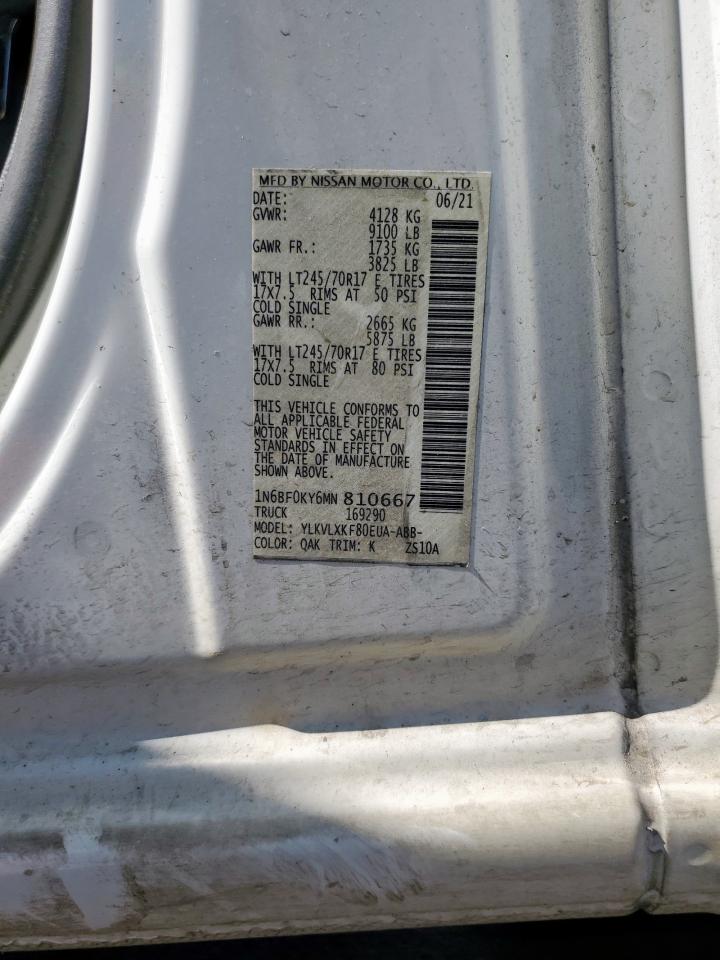 MFD BY NISSAN MOTOR CO., LTD.
DATE: 06/21
GVWR: 4128 KG
9100 LB
GAWR FR.: 1735 KG
3825 LB
WITH LT245/70R17 E TIRES
17X7.5 RIMS AT 50 PSI
COLD SINGLE
GAWR RR.: 2665 KG
5875 LB
WITH LT245/70R17 E TIRES
17X7.5 RIMS AT 80 PSI
COLD SINGLE
THIS VEHICLE CONFORMS TO
ALL APPLICABLE FEDERAL
MOTOR VEHICLE SAFETY
STANDARDS IN EFFECT ON
THE DATE OF MANUFACTURE
SHOWN ABOVE.
1N6BF0KY6MN 810667
TRUCK 169290
MODEL: YLKVLXKF80EUA-ABB-
COLOR: QAK TRIM: K ZS10A